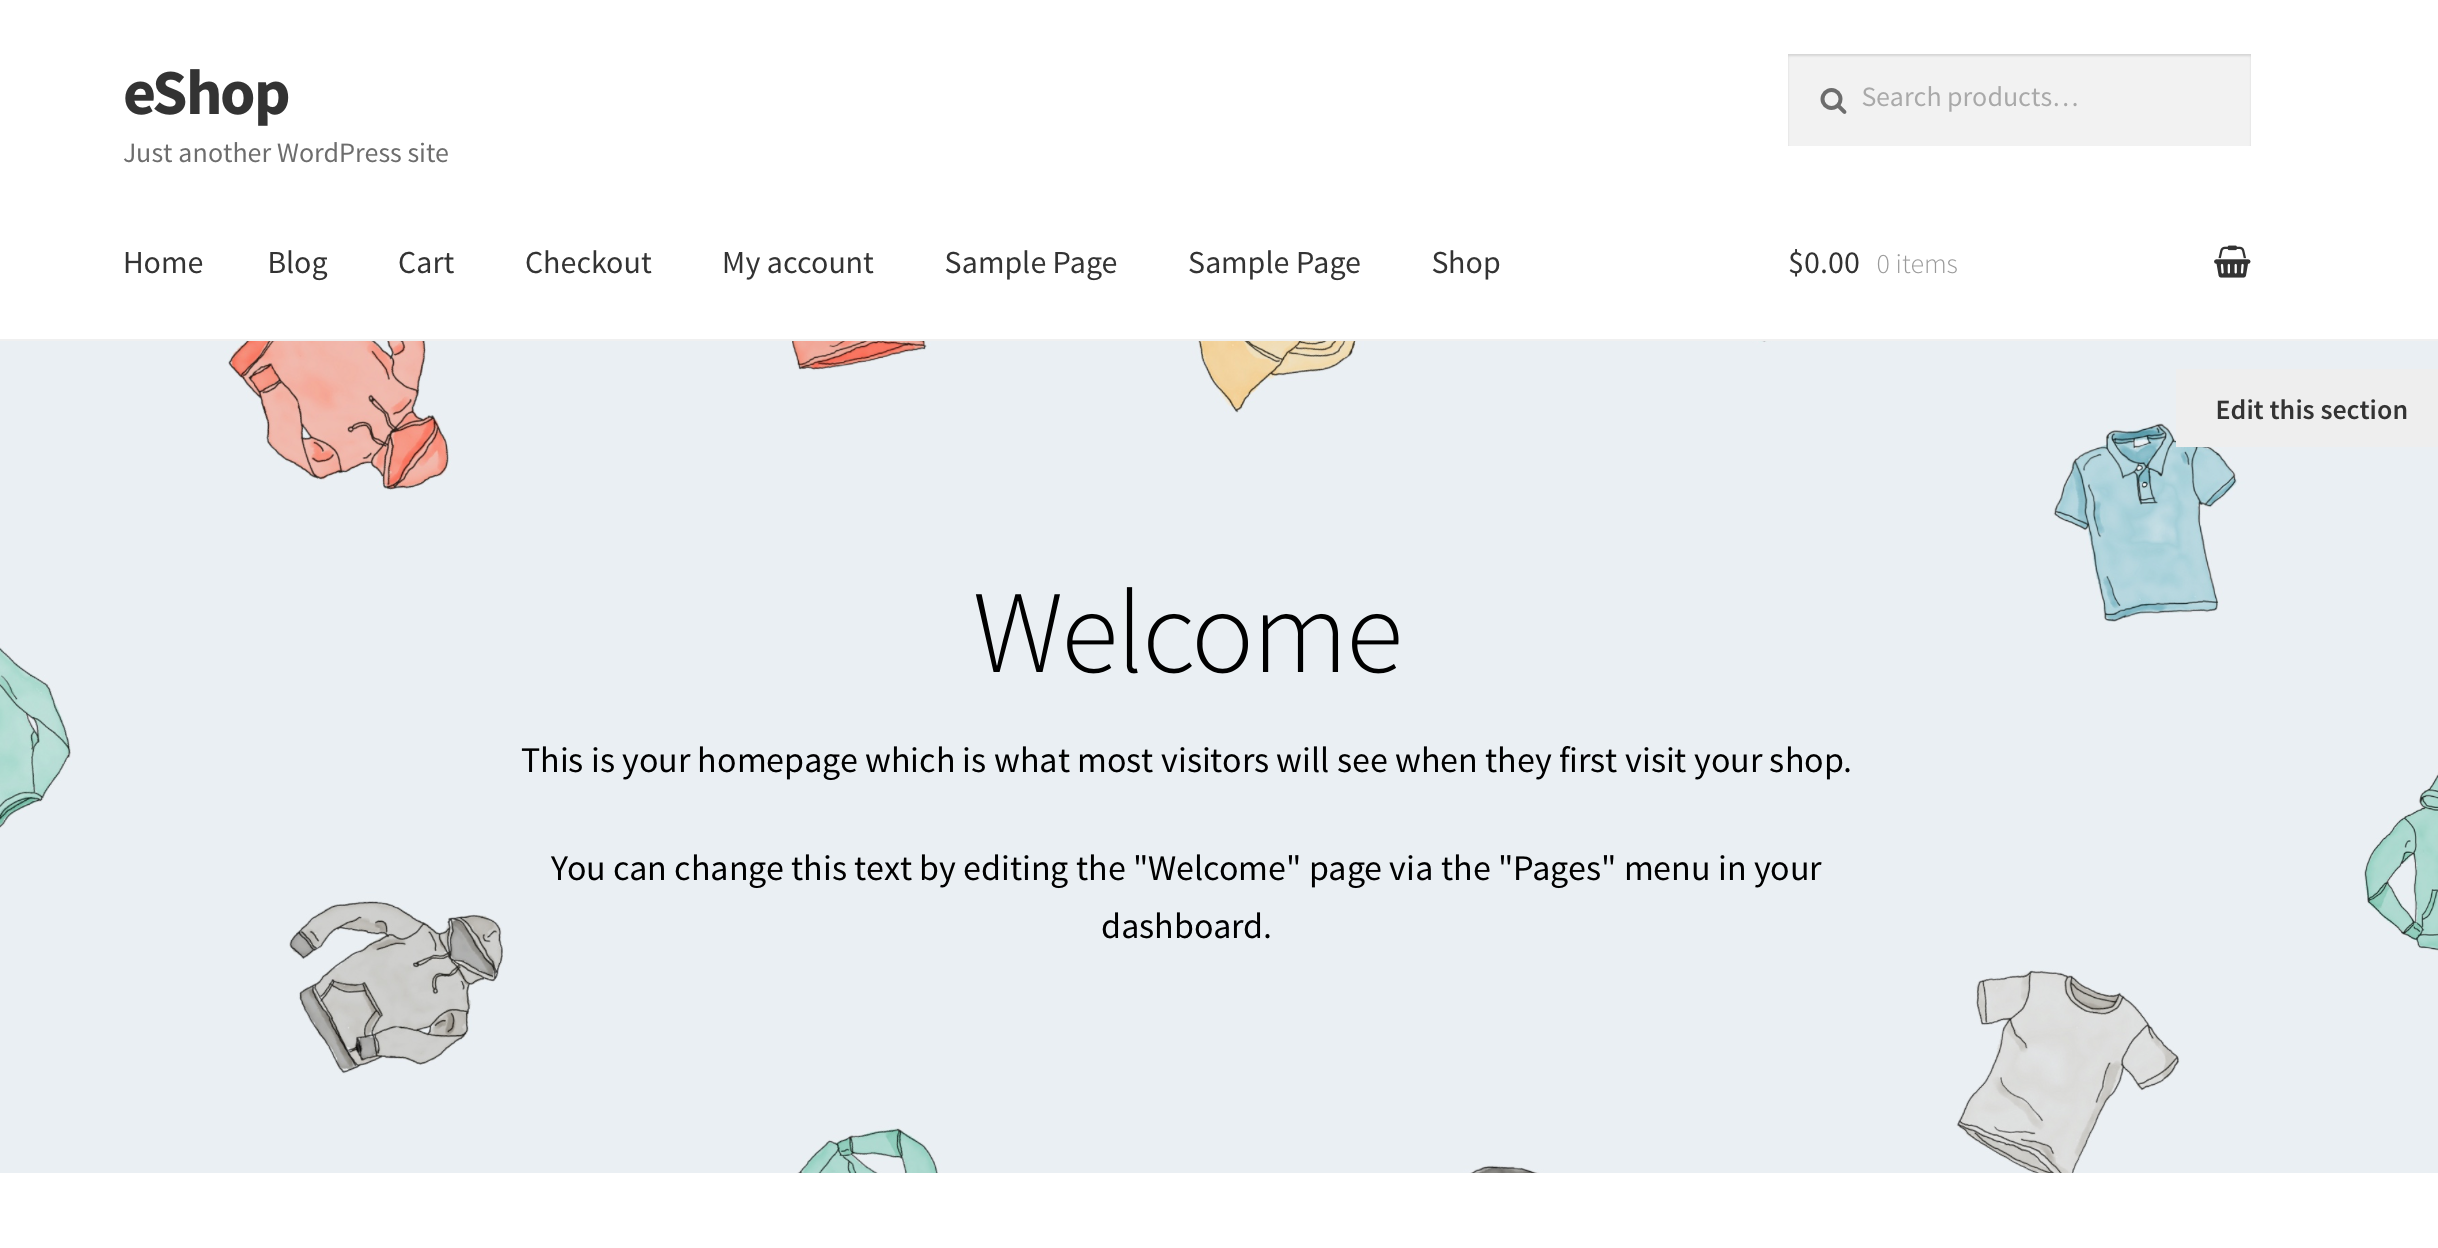 eShop
Just another WordPress site
Search products…
Home Blog Cart Checkout My account Sample Page Sample Page Shop $0.00 0 items
Edit this section
Welcome
This is your homepage which is what most visitors will see when they first visit your shop.
You can change this text by editing the "Welcome" page via the "Pages" menu in your
dashboard.